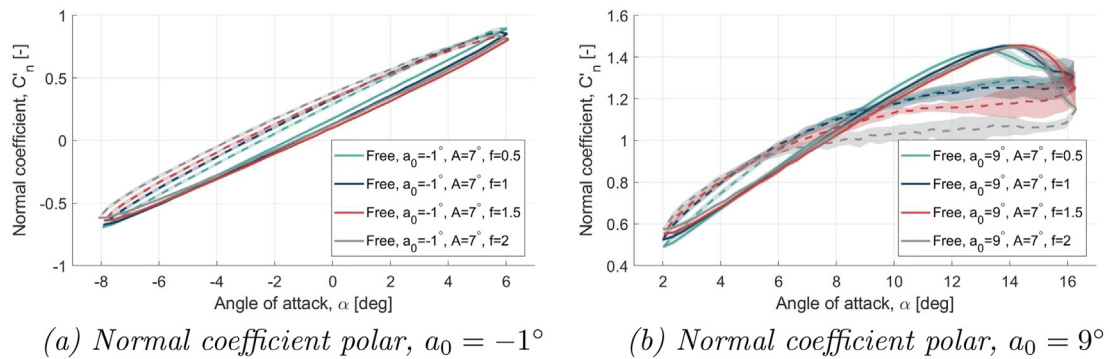 1
0.5
0
-0.5
-1
Normal coefficient, C'n [-]
-8
-6
-4
-2
0
2
4
6
Angle of attack, α [deg]
Free, a0=-1°, A=7°, f=0.5
Free, a0=-1°, A=7°, f=1
Free, a0=-1°, A=7°, f=1.5
Free, a0=-1°, A=7°, f=2
(a) Normal coefficient polar, a0 = −1°
1.6
1.4
1.2
1
0.8
0.6
0.4
Normal coefficient, C'n [-]
2
4
6
8
10
12
14
16
Angle of attack, α [deg]
Free, a0=9°, A=7°, f=0.5
Free, a0=9°, A=7°, f=1
Free, a0=9°, A=7°, f=1.5
Free, a0=9°, A=7°, f=2
(b) Normal coefficient polar, a0 = 9°